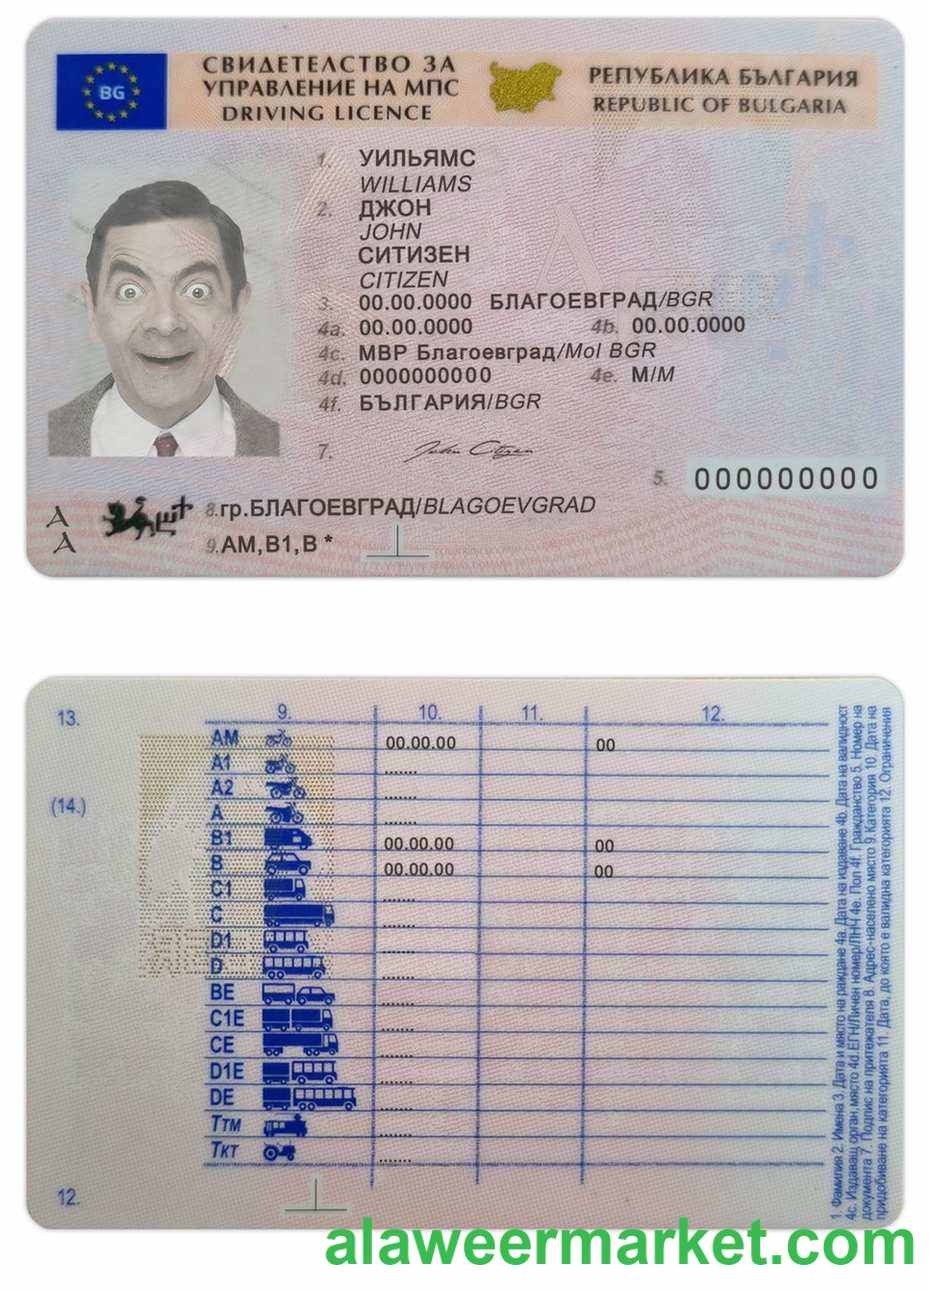 BG
СВИДЕТЕЛСТВО ЗА
УПРАВЛЕНИЕ НА МПС
DRIVING LICENCE
РЕПУБЛИКА БЪЛГАРИЯ
REPUBLIC OF BULGARIA
1. УИЛЬЯМС
WILLIAMS
2. ДЖОН
JOHN
СИТИЗЕН
CITIZEN
3. 00.00.0000 БЛАГОЕВГРАД/BGR
4a. 00.00.0000 4b. 00.00.0000
4c. МВР Благоевград/MoI BGR
4d. 0000000000 4e. М/M
4f. БЪЛГАРИЯ/BGR
7. John Citizen
5. 000000000
8. гр.БЛАГОЕВГРАД/BLAGOEVGRAD
9. AM,B1,B *
13. 9. 10. 11. 12.
AM 00.00.00 00
A1 .......
(14.) A2 .......
A .......
B1 00.00.00 00
B 00.00.00 00
C1 .......
C .......
D1 .......
D .......
BE .......
C1E .......
CE .......
D1E .......
DE .......
Ттм .......
Ткт .......
12.
1. Фамилия 2. Имена 3. Дата и място на раждане 4a. Дата на издаване 4b. Дата на валидност
4c. Издаващ орган, място 4d.ЕГН/Личен номер/ЛНЧ 4e. Пол 4f. Гражданство 5. Номер на
документа 7. Подпис на притежателя 8. Адрес-населено място 9. Категория 10. Дата на
придобиване на категорията 11. Дата, до която е валидна категорията 12. Ограничения
alaweermarket.com